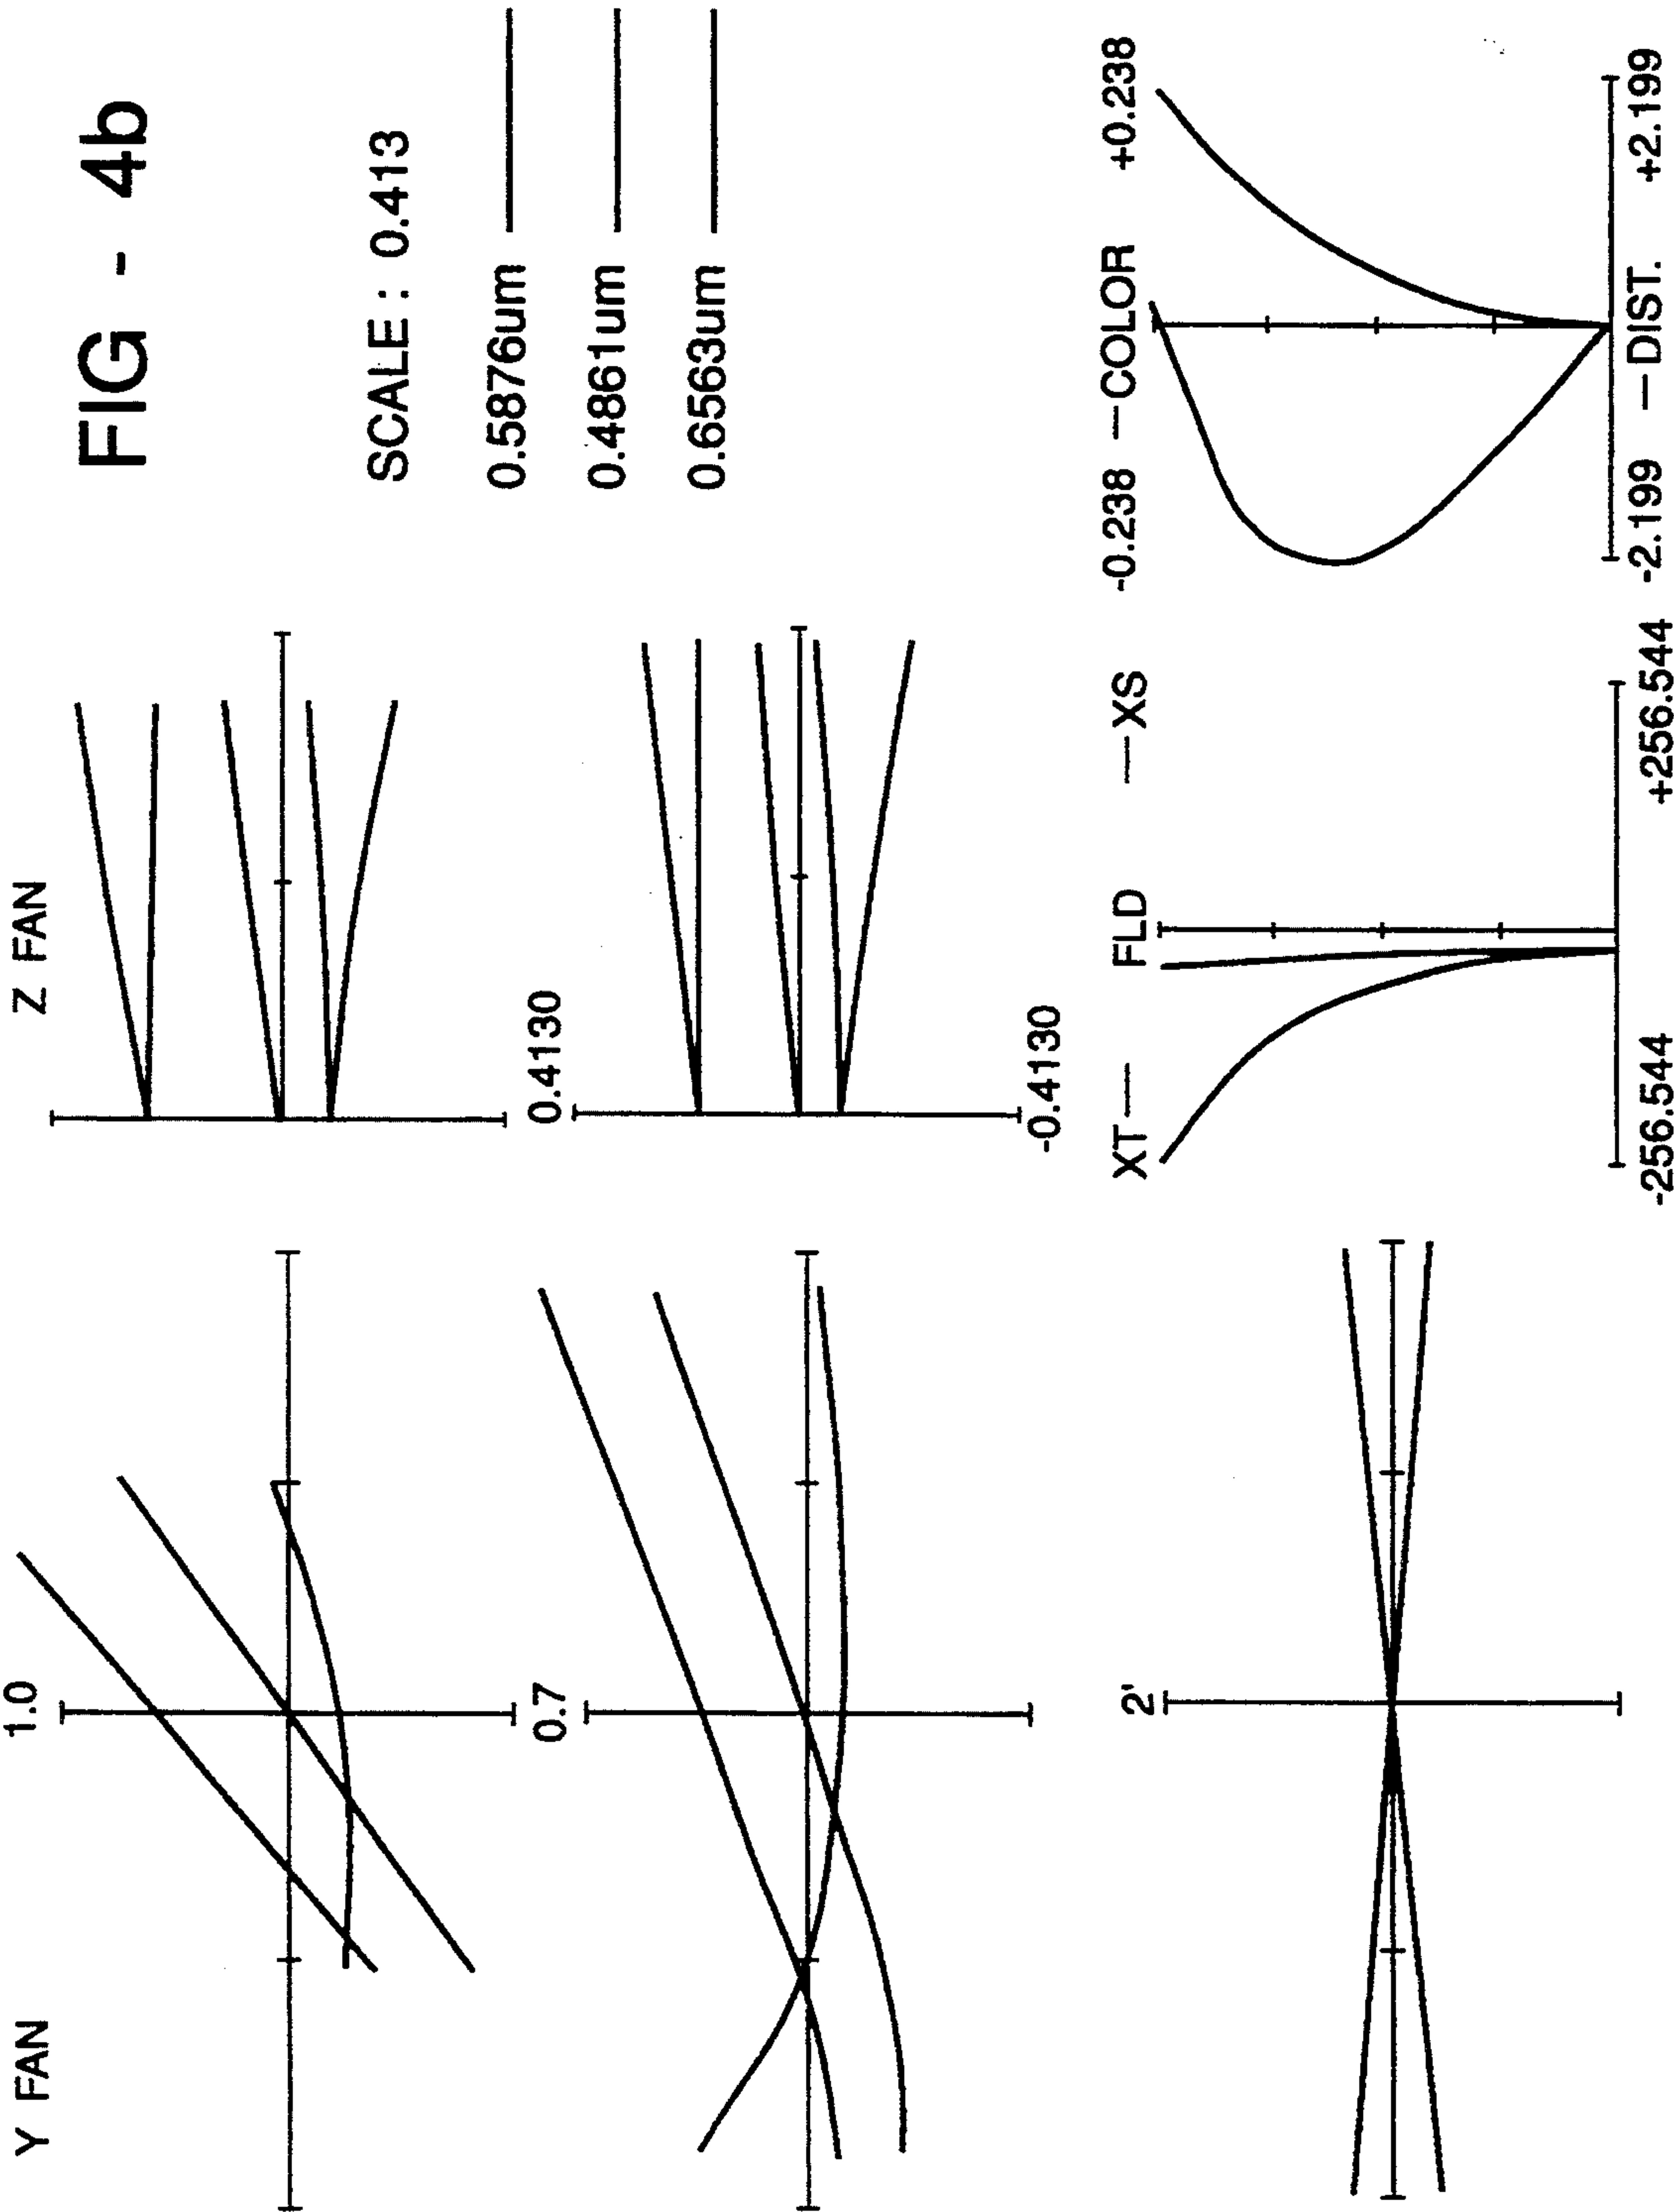 FIG - 4b
Y FAN
1.0
Z FAN
SCALE : 0.413
0.5876um —
0.4861um —
0.6563um —
0.7
0.4130
-0.4130
2'
XT — FLD — XS
-256.544 +256.544
-0.238 — COLOR +0.238
-2.199 — DIST. +2.199